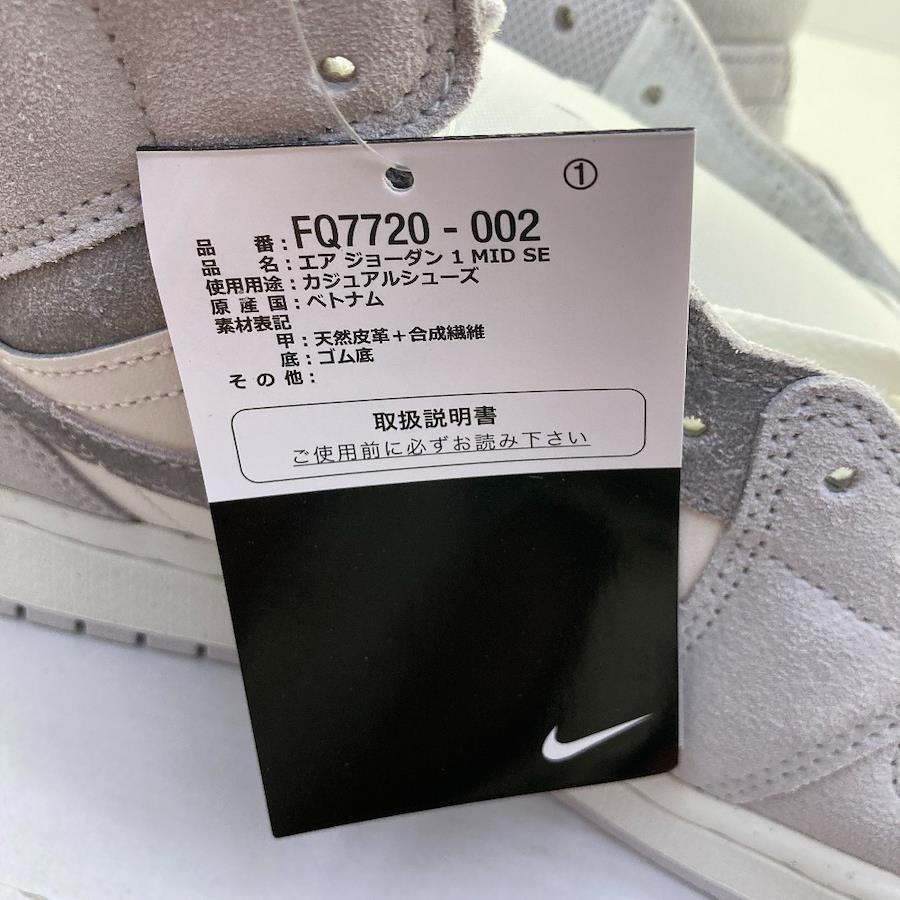 ①
品 番：FQ7720 - 002
品 名：エア ジョーダン 1 MID SE
使用用途：カジュアルシューズ
原 産 国：ベトナム
素材表記
甲：天然皮革＋合成繊維
底：ゴム底
そ の 他：
取扱説明書
ご使用前に必ずお読み下さい